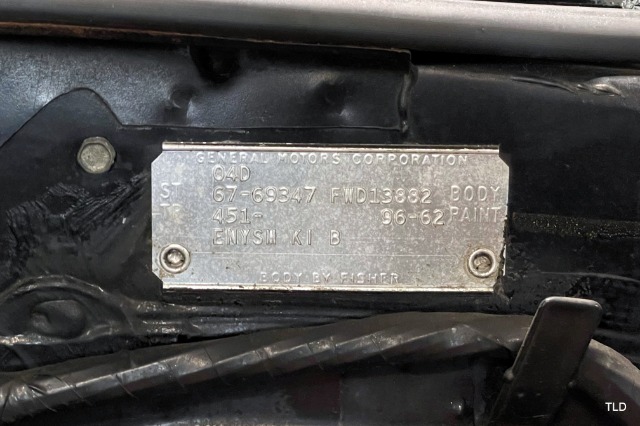 GENERAL MOTORS CORPORATION
04D
ST 67-69347 FWD13882 BODY
TR 451- 96-62 PAINT
EWYSW KI B
BODY BY FISHER
TLD